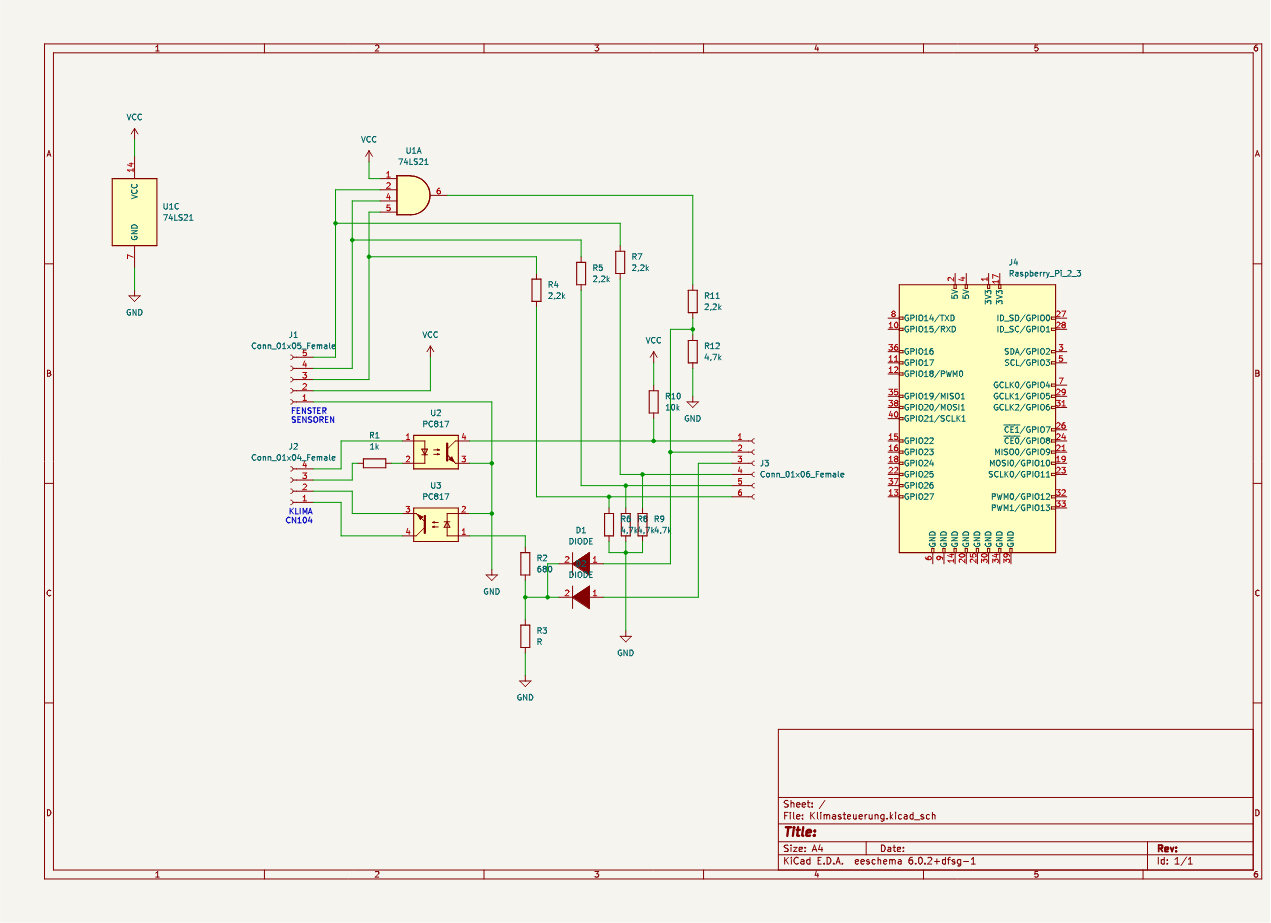 1 2 3 4 5 6
A
B
C
D
VCC
14
VCC
GND
U1C
74LS21
7
GND
VCC
U1A
74LS21
1
2
4
5
6
R4
2,2k
R5
2,2k
R7
2,2k
R11
2,2k
R12
4,7k
GND
VCC
R10
10k
J1
Conn_01x05_Female
5
4
3
2
1
FENSTER
SENSOREN
VCC
J2
Conn_01x04_Female
4
3
2
1
KLIMA
CN104
R1
1k
U2
PC817
1
2
4
3
U3
PC817
3
4
2
1
GND
R2
680
R3
R
GND
D1
DIODE
2 1
DIODE
2 1
R6
4,7k
R8
4,7k
R9
4,7k
GND
1
2
3
4
5
6
J3
Conn_01x06_Female
J4
Raspberry_Pi_2_3
2 4 1 17
5V 5V 3V3 3V3
8 GPIO14/TXD
10 GPIO15/RXD
36 GPIO16
11 GPIO17
12 GPIO18/PWM0
35 GPIO19/MISO1
38 GPIO20/MOSI1
40 GPIO21/SCLK1
15 GPIO22
16 GPIO23
18 GPIO24
22 GPIO25
37 GPIO26
13 GPIO27
ID_SD/GPIO0 27
ID_SC/GPIO1 28
SDA/GPIO2 3
SCL/GPIO3 5
GCLK0/GPIO4 7
GCLK1/GPIO5 29
GCLK2/GPIO6 31
CE1/GPIO7 26
CE0/GPIO8 24
MISO0/GPIO9 21
MOSI0/GPIO10 19
SCLK0/GPIO11 23
PWM0/GPIO12 32
PWM1/GPIO13 33
GND GND GND GND GND GND GND GND
6 9 14 20 25 30 34 39
Sheet: /
File: Klimasteuerung.kicad_sch
Title:
Size: A4 Date: Rev:
KiCad E.D.A. eeschema 6.0.2+dfsg-1 Id: 1/1
A
B
C
D
1 2 3 4 5 6